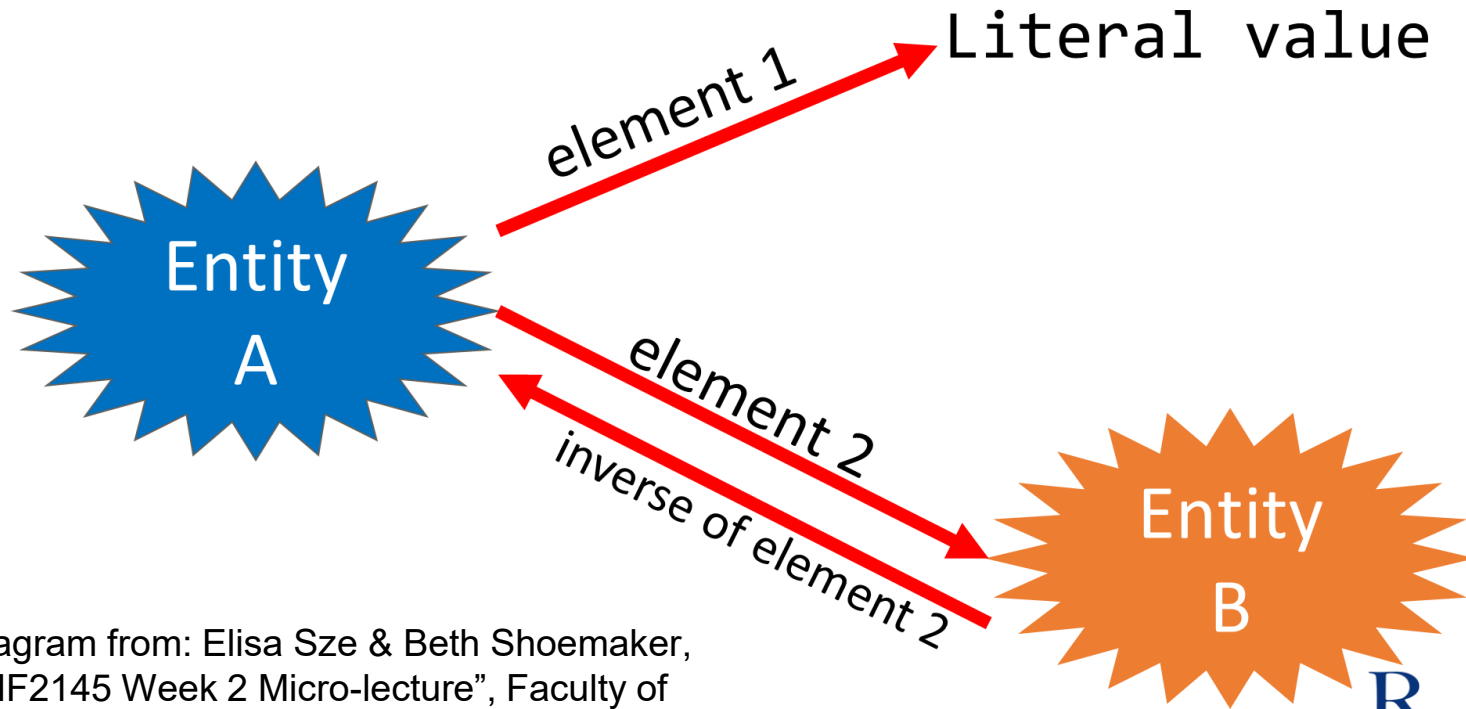 Literal value
element 1
Entity
A
element 2
inverse of element 2
Entity
B
agram from: Elisa Sze & Beth Shoemaker,
F2145 Week 2 Micro-lecture”, Faculty of
R